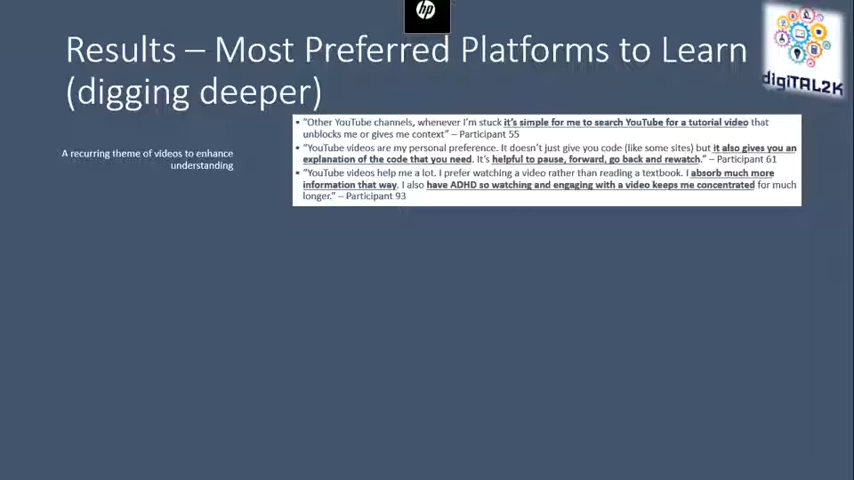 hp
Results – Most Preferred Platforms to Learn
(digging deeper)
digiTAL2K
A recurring theme of videos to enhance
understanding
• "Other YouTube channels, whenever I'm stuck it's simple for me to search YouTube for a tutorial video that
unblocks me or gives me context" – Participant 55
• "YouTube videos are my personal preference. It doesn't just give you code (like some sites) but it also gives you an
explanation of the code that you need. It's helpful to pause, forward, go back and rewatch." – Participant 61
• "YouTube videos help me a lot. I prefer watching a video rather than reading a textbook. I absorb much more
information that way. I also have ADHD so watching and engaging with a video keeps me concentrated for much
longer." – Participant 93